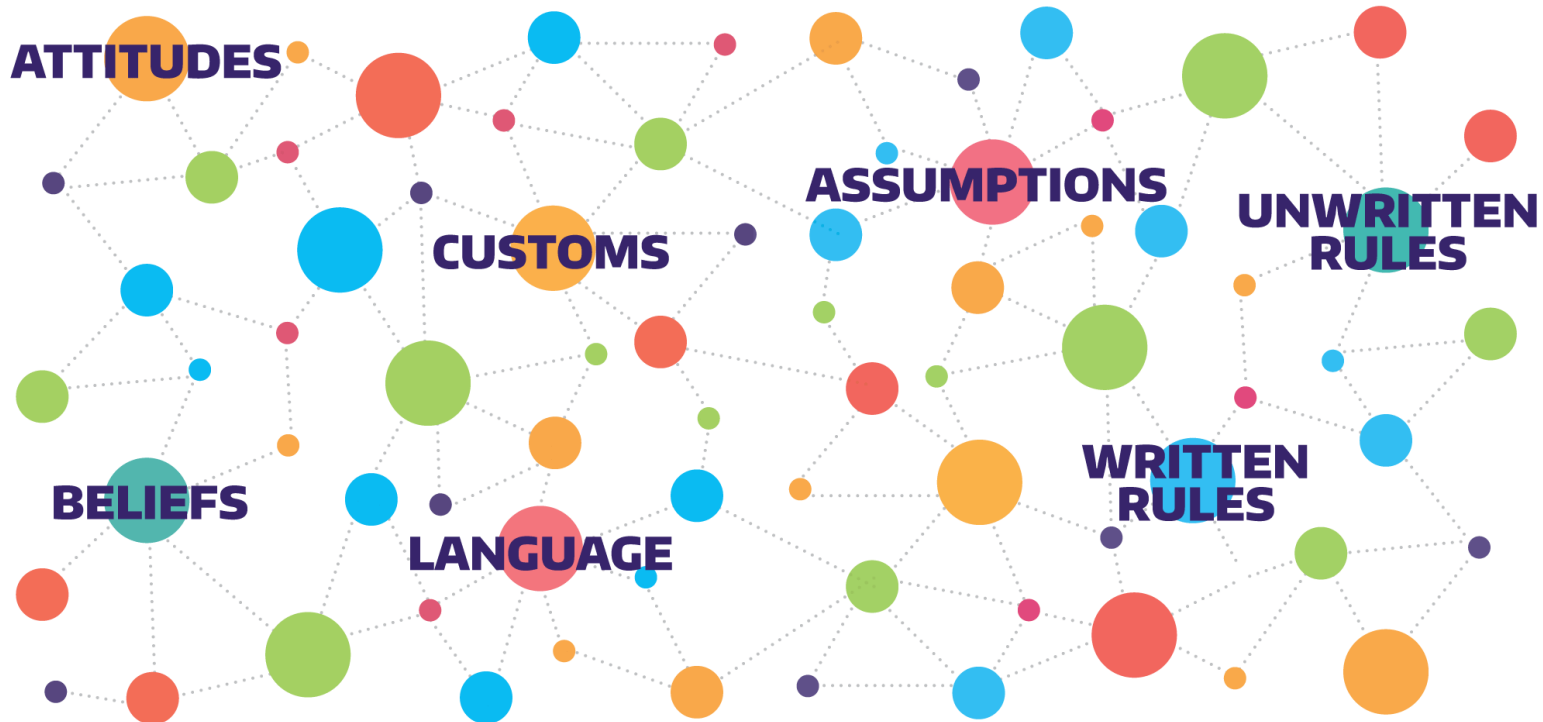 ATTITUDES
ASSUMPTIONS
UNWRITTEN
RULES
CUSTOMS
WRITTEN
RULES
BELIEFS
LANGUAGE